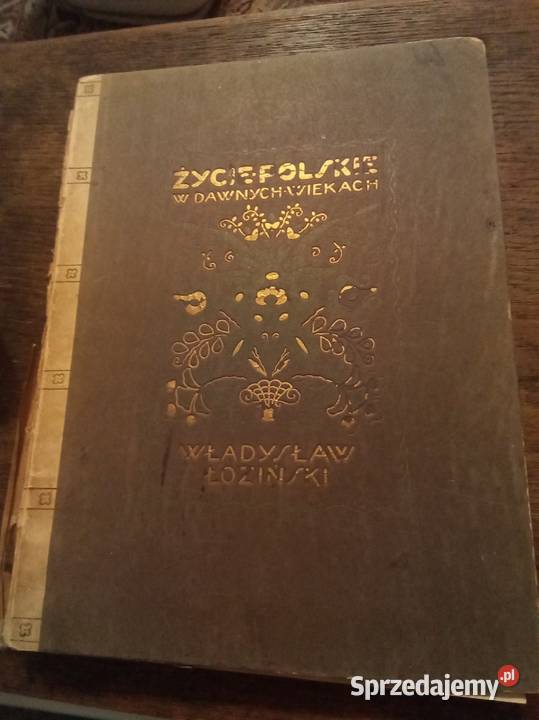 ŻYCIE·POLSKIE
W DAWNYCH·WIEKACH
WŁADYSŁAW
ŁOZIŃSKI
Sprzedajemy.pl